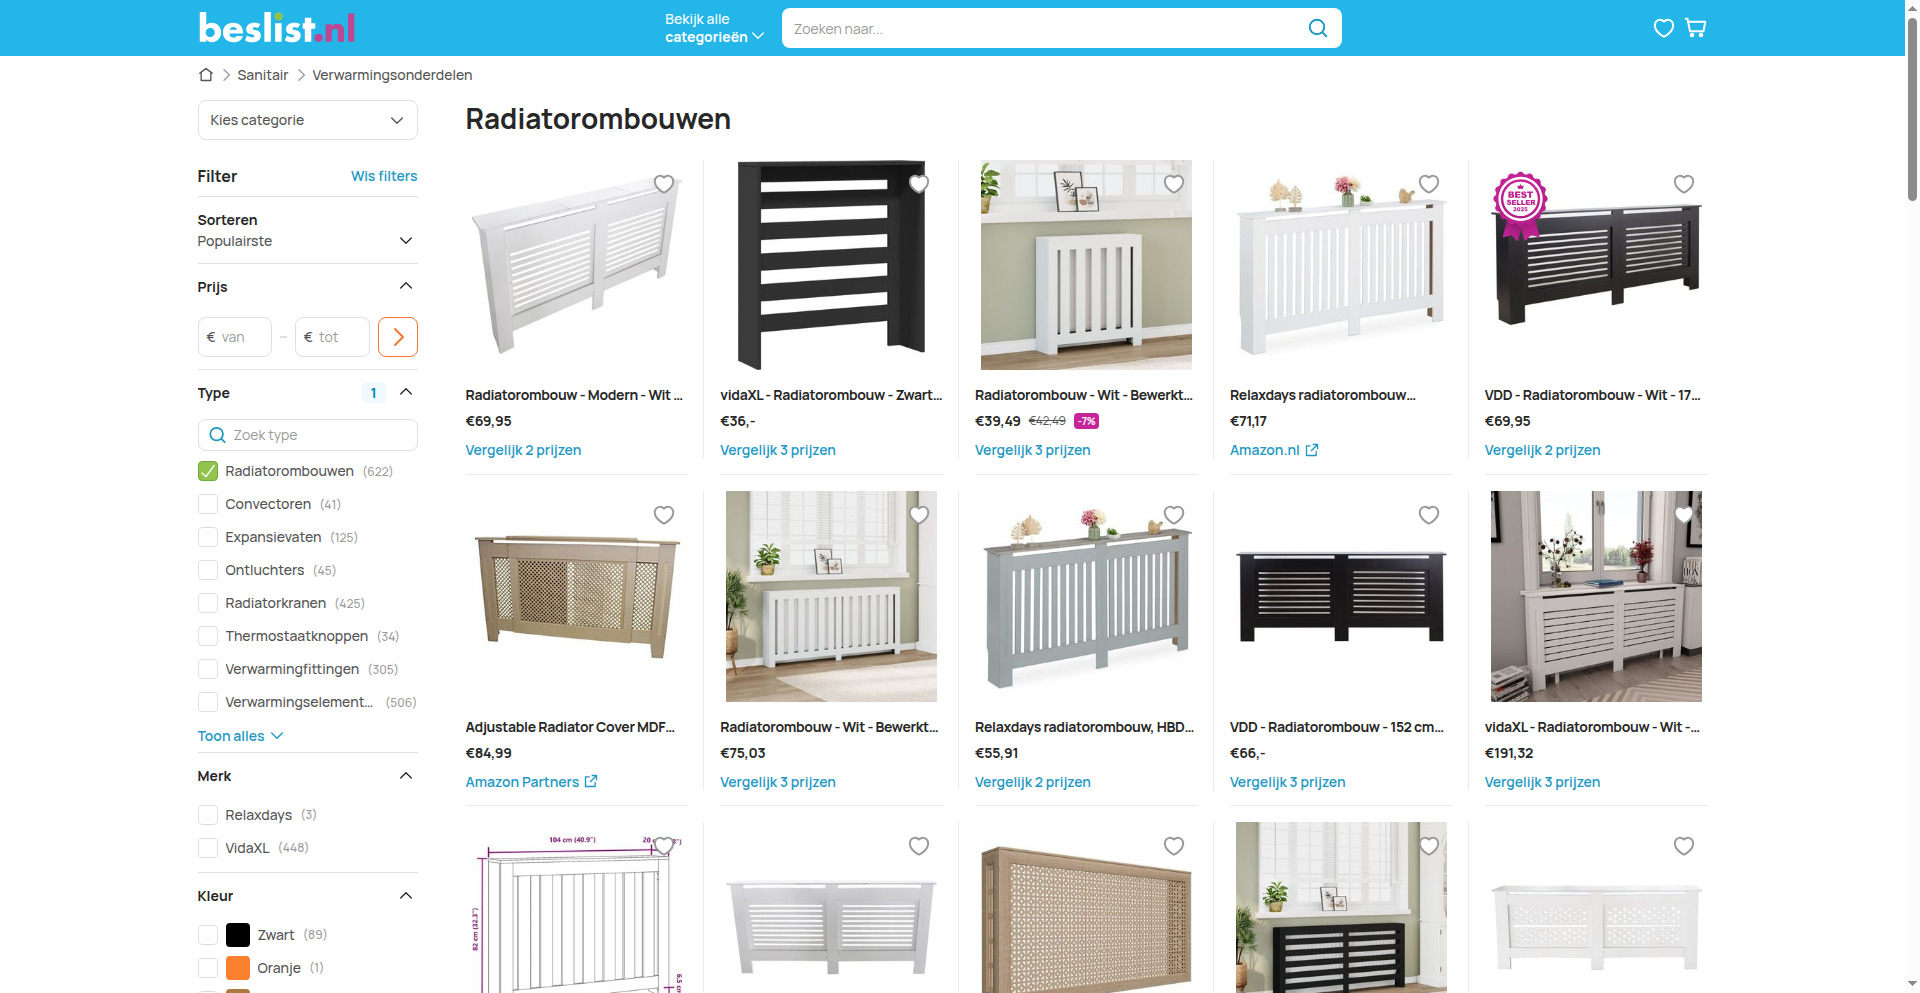 beslist.nl
Bekijk alle
categorieën
Zoeken naar...
Sanitair
Verwarmingsonderdelen
Kies categorie
Filter
Wis filters
Sorteren
Populairste
Prijs
€ van – € tot
Type 1
Zoek type
Radiatorombouwen (622)
Convectoren (41)
Expansievaten (125)
Ontluchters (45)
Radiatorkranen (425)
Thermostaatknoppen (34)
Verwarmingfittingen (305)
Verwarmingselement... (506)
Toon alles
Merk
Relaxdays (3)
VidaXL (448)
Kleur
Zwart (89)
Oranje (1)
Radiatorombouwen
BEST
SELLER
2025
Radiatorombouw - Modern - Wit ...
€69,95
Vergelijk 2 prijzen
vidaXL - Radiatorombouw - Zwart...
€36,-
Vergelijk 3 prijzen
Radiatorombouw - Wit - Bewerkt...
€39,49 €42,49 -7%
Vergelijk 3 prijzen
Relaxdays radiatorombouw...
€71,17
Amazon.nl
VDD - Radiatorombouw - Wit - 17...
€69,95
Vergelijk 2 prijzen
Adjustable Radiator Cover MDF...
€84,99
Amazon Partners
Radiatorombouw - Wit - Bewerkt...
€75,03
Vergelijk 3 prijzen
Relaxdays radiatorombouw, HBD...
€55,91
Vergelijk 2 prijzen
VDD - Radiatorombouw - 152 cm...
€66,-
Vergelijk 3 prijzen
vidaXL - Radiatorombouw - Wit -...
€191,32
Vergelijk 3 prijzen
104 cm (40.9")
20
82 cm (32.3")